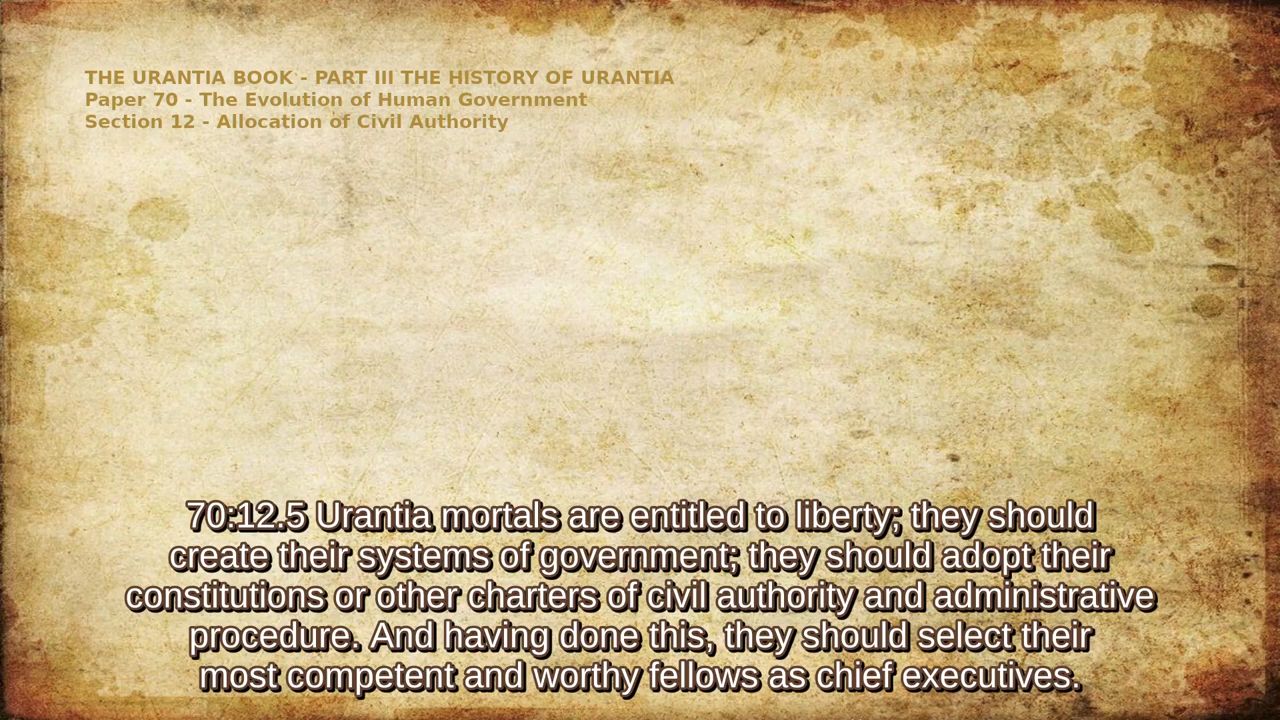 THE URANTIA BOOK - PART III THE HISTORY OF URANTIA
Paper 70 - The Evolution of Human Government
Section 12 - Allocation of Civil Authority
70:12.5 Urantia mortals are entitled to liberty; they should
create their systems of government; they should adopt their
constitutions or other charters of civil authority and administrative
procedure. And having done this, they should select their
most competent and worthy fellows as chief executives.